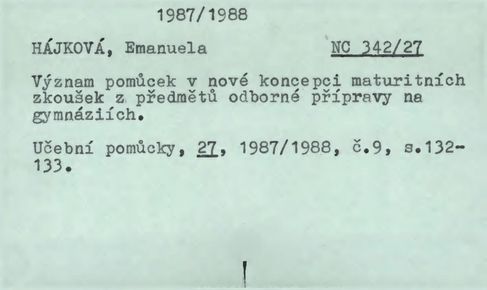 1987/1988
HÁJKOVÁ, Emanuela NC 342/27
Význam pomůcek v nové koncepci maturitních
zkoušek z předmětů odborné přípravy na
gymnáziích.
Učební pomůcky, 27, 1987/1988, č.9, s.132-
133.